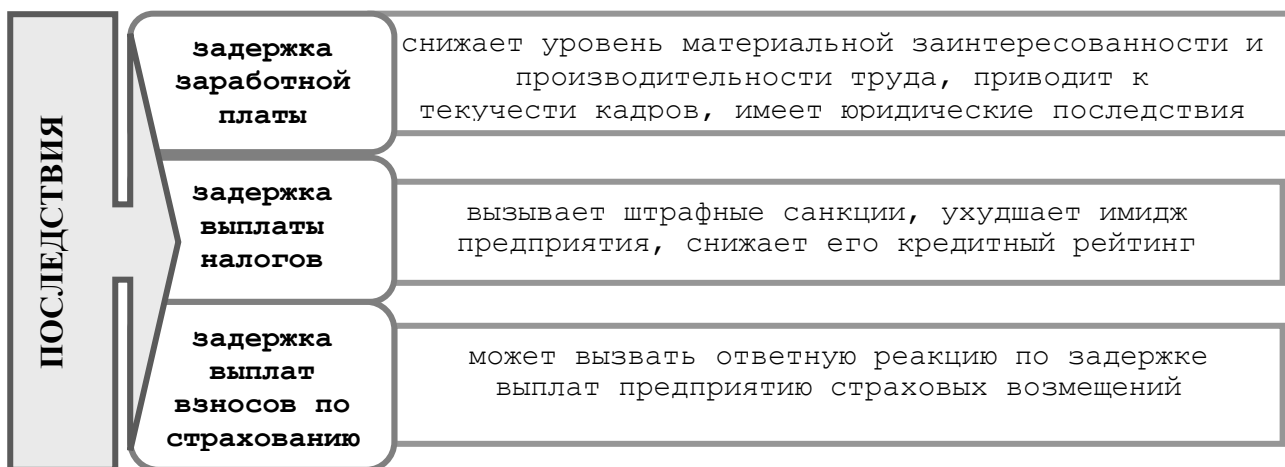 ПОСЛЕДСТВИЯ
задержка
заработной
платы
снижает уровень материальной заинтересованности и
производительности труда, приводит к
текучести кадров, имеет юридические последствия
задержка
выплаты
налогов
вызывает штрафные санкции, ухудшает имидж
предприятия, снижает его кредитный рейтинг
задержка
выплат
взносов по
страхованию
может вызвать ответную реакцию по задержке
выплат предприятию страховых возмещений